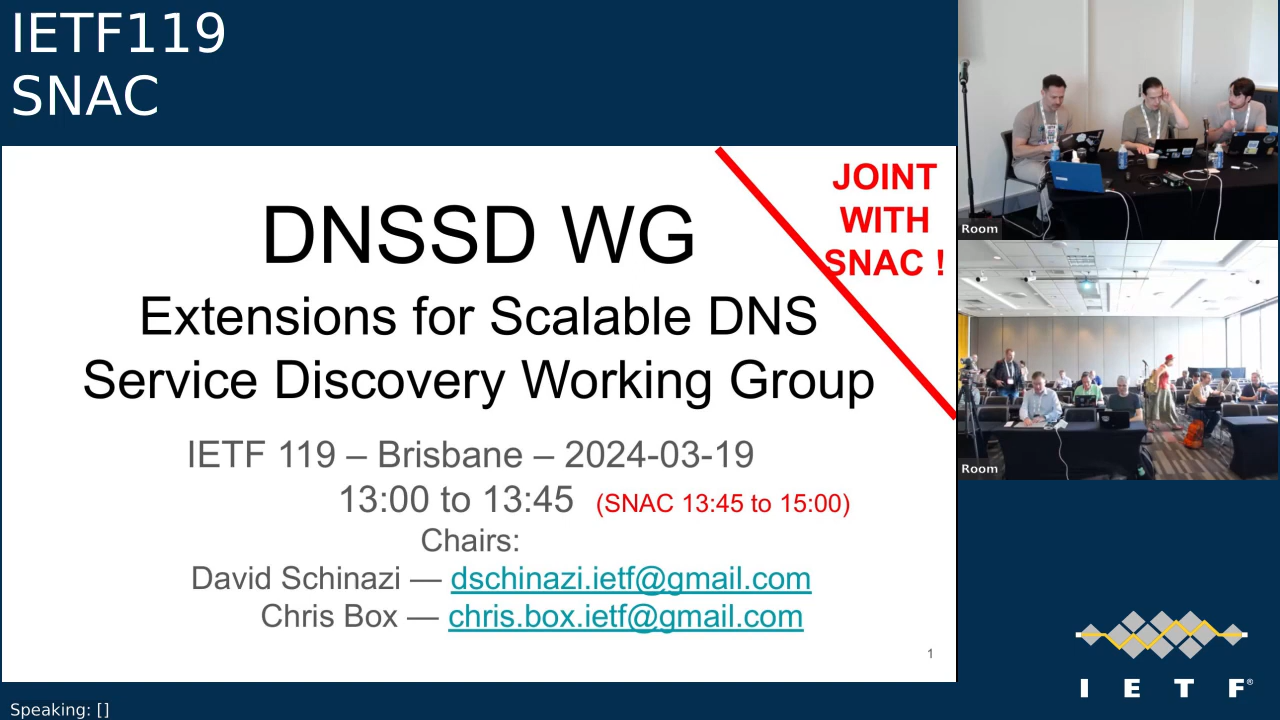 IETF119
SNAC
JOINT
WITH
SNAC !
DNSSD WG
Extensions for Scalable DNS
Service Discovery Working Group
IETF 119 – Brisbane – 2024-03-19
13:00 to 13:45 (SNAC 13:45 to 15:00)
Chairs:
David Schinazi — dschinazi.ietf@gmail.com
Chris Box — chris.box.ietf@gmail.com
1
Room
Room
I E T F®
Speaking: []